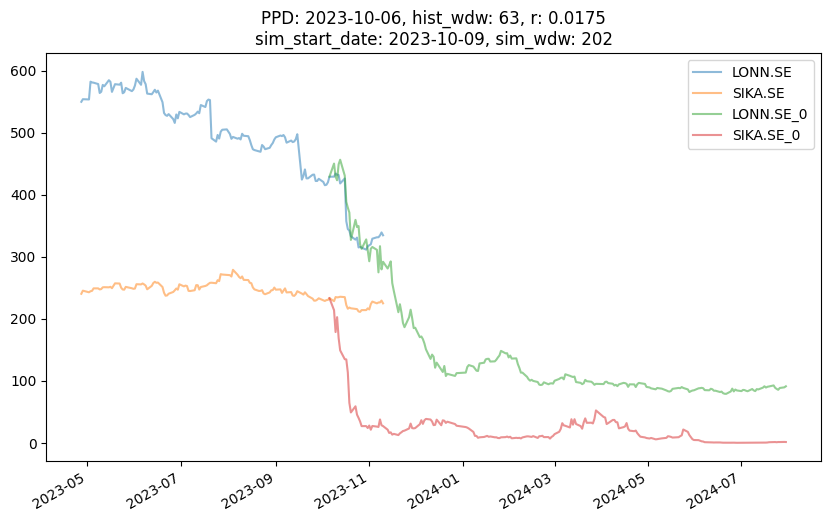 PPD: 2023-10-06, hist_wdw: 63, r: 0.0175
sim_start_date: 2023-10-09, sim_wdw: 202
LONN.SE
SIKA.SE
LONN.SE_0
SIKA.SE_0
600
500
400
300
200
100
0
2023-05
2023-07
2023-09
2023-11
2024-01
2024-03
2024-05
2024-07